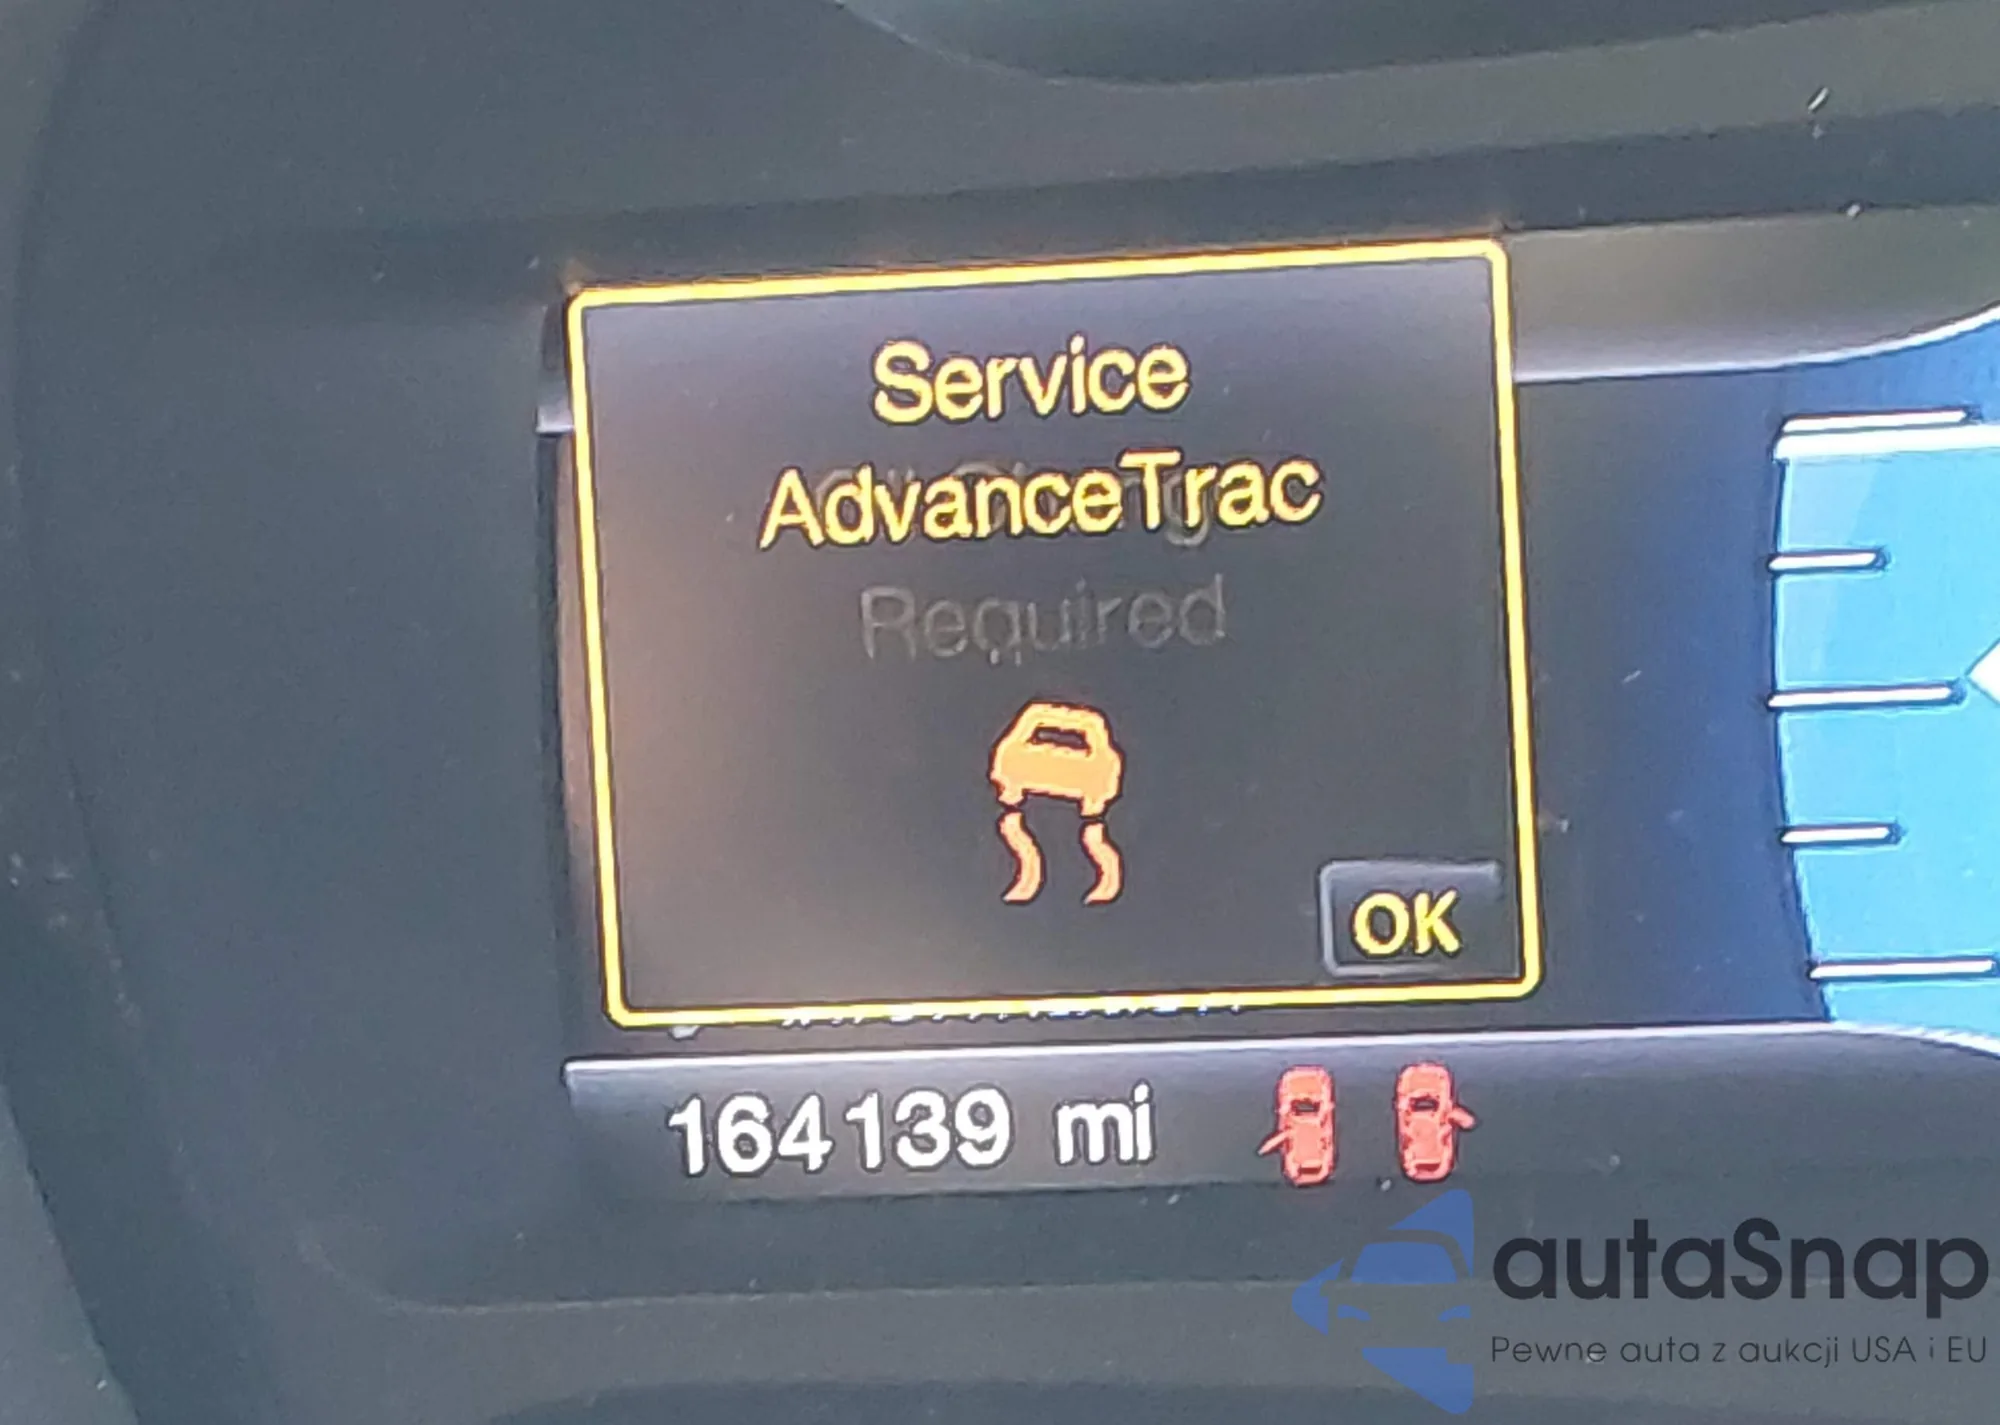 Service
AdvanceTrac
Required
OK
164139 mi
autaSnap
Pewne auta z aukcji USA i EU